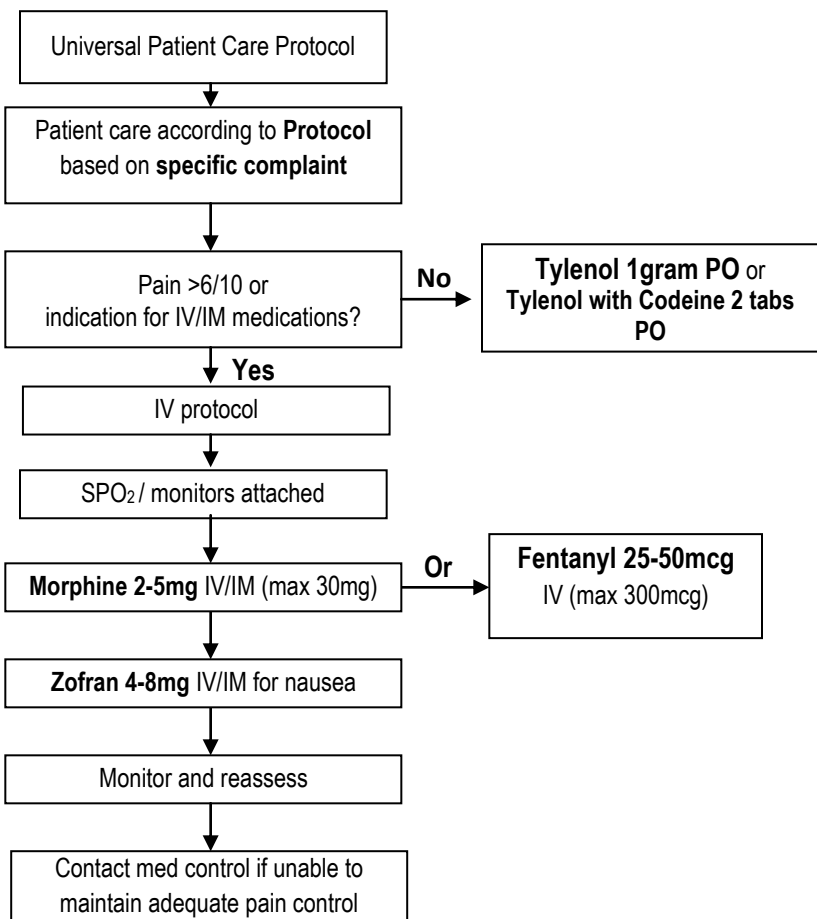 Universal Patient Care Protocol
Patient care according to Protocol
based on specific complaint
Pain >6/10 or
indication for IV/IM medications?
No
Tylenol 1gram PO or
Tylenol with Codeine 2 tabs
PO
Yes
IV protocol
SPO₂ / monitors attached
Morphine 2-5mg IV/IM (max 30mg)
Or
Fentanyl 25-50mcg
IV (max 300mcg)
Zofran 4-8mg IV/IM for nausea
Monitor and reassess
Contact med control if unable to
maintain adequate pain control